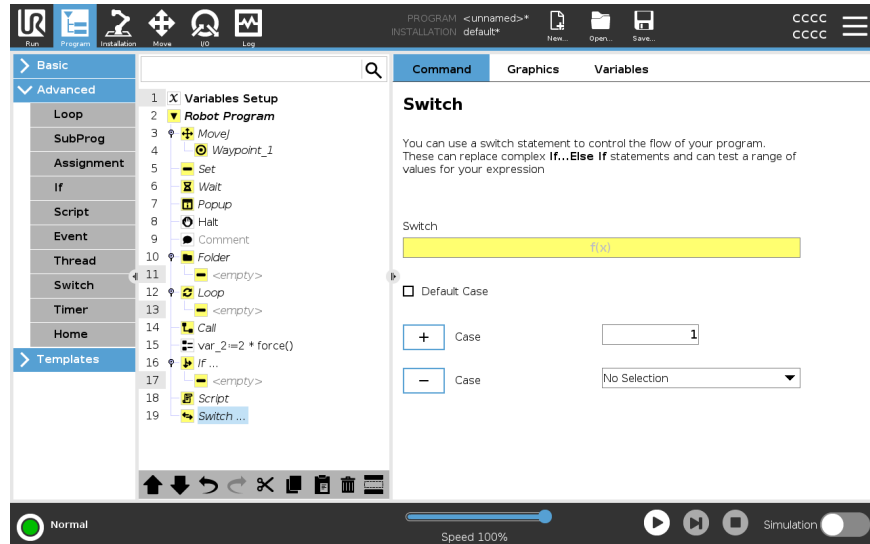 PROGRAM <unnamed>*
INSTALLATION default*
CCCC
CCCC
Run
Program
Installation
Move
I/O
Log
New...
Open...
Save...
Basic
Advanced
Loop
SubProg
Assignment
If
Script
Event
Thread
Switch
Timer
Home
Templates
1 X Variables Setup
2 Robot Program
3 MoveJ
4 Waypoint_1
5 Set
6 Wait
7 Popup
8 Halt
9 Comment
10 Folder
11 <empty>
12 Loop
13 <empty>
14 Call
15 var_2≔2 * force()
16 If ...
17 <empty>
18 Script
19 Switch ...
Command Graphics Variables
Switch
You can use a switch statement to control the flow of your program.
These can replace complex If...Else If statements and can test a range of
values for your expression
Switch
f(x)
Default Case
+ Case 1
− Case No Selection
Normal
Speed 100%
Simulation